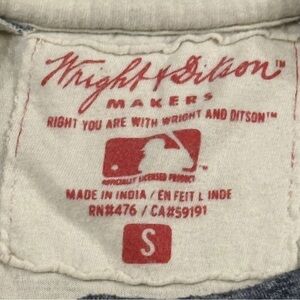 Wright & Ditson™
MAKERS
RIGHT YOU ARE WITH WRIGHT AND DITSON™
OFFICIALLY LICENSED PRODUCT
MADE IN INDIA / EN FEIT L INDE
RN#476 / CA#59191
S